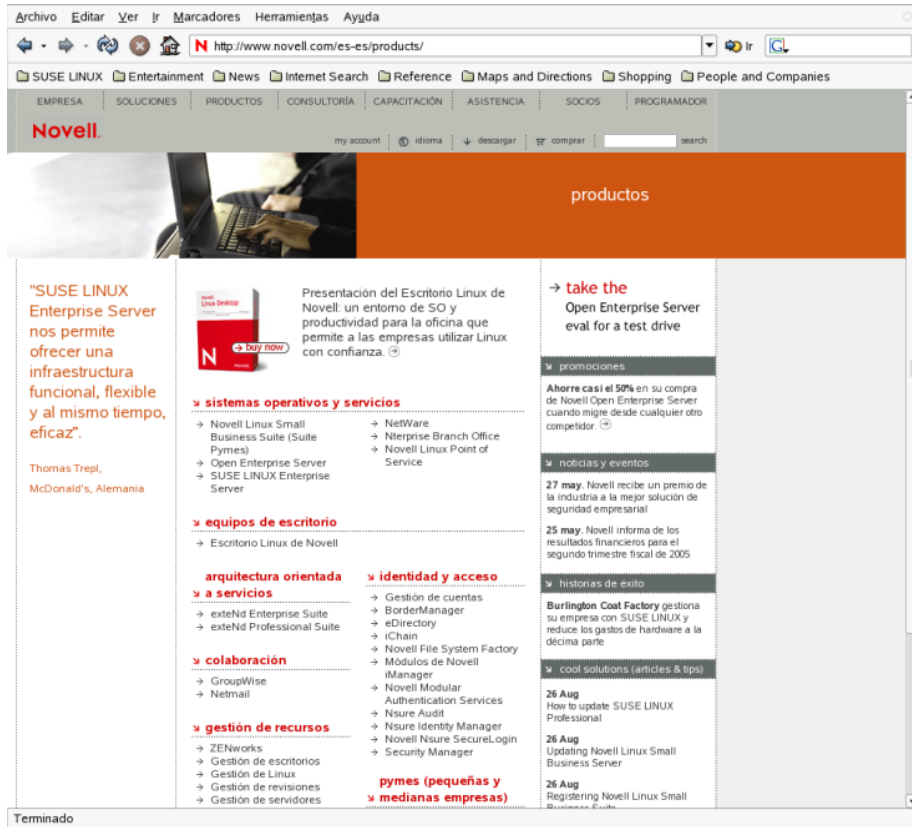 Archivo Editar Ver Ir Marcadores Herramientas Ayuda
N http://www.novell.com/es-es/products/
Ir
G
SUSE LINUX Entertainment News Internet Search Reference Maps and Directions Shopping People and Companies
EMPRESA SOLUCIONES PRODUCTOS CONSULTORÍA CAPACITACIÓN ASISTENCIA SOCIOS PROGRAMADOR
Novell.
my account idioma descargar comprar search
productos
"SUSE LINUX
Enterprise Server
nos permite
ofrecer una
infraestructura
funcional, flexible
y al mismo tiempo,
eficaz".
Thomas Trepl,
McDonald's, Alemania
Novell
Linux Desktop
N
buy now
Presentación del Escritorio Linux de
Novell: un entorno de SO y
productividad para la oficina que
permite a las empresas utilizar Linux
con confianza.
sistemas operativos y servicios
Novell Linux Small
Business Suite (Suite
Pymes)
Open Enterprise Server
SUSE LINUX Enterprise
Server
NetWare
Nterprise Branch Office
Novell Linux Point of
Service
equipos de escritorio
Escritorio Linux de Novell
arquitectura orientada
a servicios
exteNd Enterprise Suite
exteNd Professional Suite
colaboración
GroupWise
Netmail
gestión de recursos
ZENworks
Gestión de escritorios
Gestión de Linux
Gestión de revisiones
Gestión de servidores
identidad y acceso
Gestión de cuentas
BorderManager
eDirectory
iChain
Novell File System Factory
Módulos de Novell
iManager
Novell Modular
Authentication Services
Nsure Audit
Nsure Identity Manager
Novell Nsure SecureLogin
Security Manager
pymes (pequeñas y
medianas empresas)
take the
Open Enterprise Server
eval for a test drive
promociones
Ahorre casi el 50% en su compra
de Novell Open Enterprise Server
cuando migre desde cualquier otro
competidor.
noticias y eventos
27 may. Novell recibe un premio de
la industria a la mejor solución de
seguridad empresarial
25 may. Novell informa de los
resultados financieros para el
segundo trimestre fiscal de 2005
historias de éxito
Burlington Coat Factory gestiona
su empresa con SUSE LINUX y
reduce los gastos de hardware a la
décima parte
cool solutions (articles & tips)
26 Aug
How to update SUSE LINUX
Professional
26 Aug
Updating Novell Linux Small
Business Server
26 Aug
Registering Novell Linux Small
Terminado